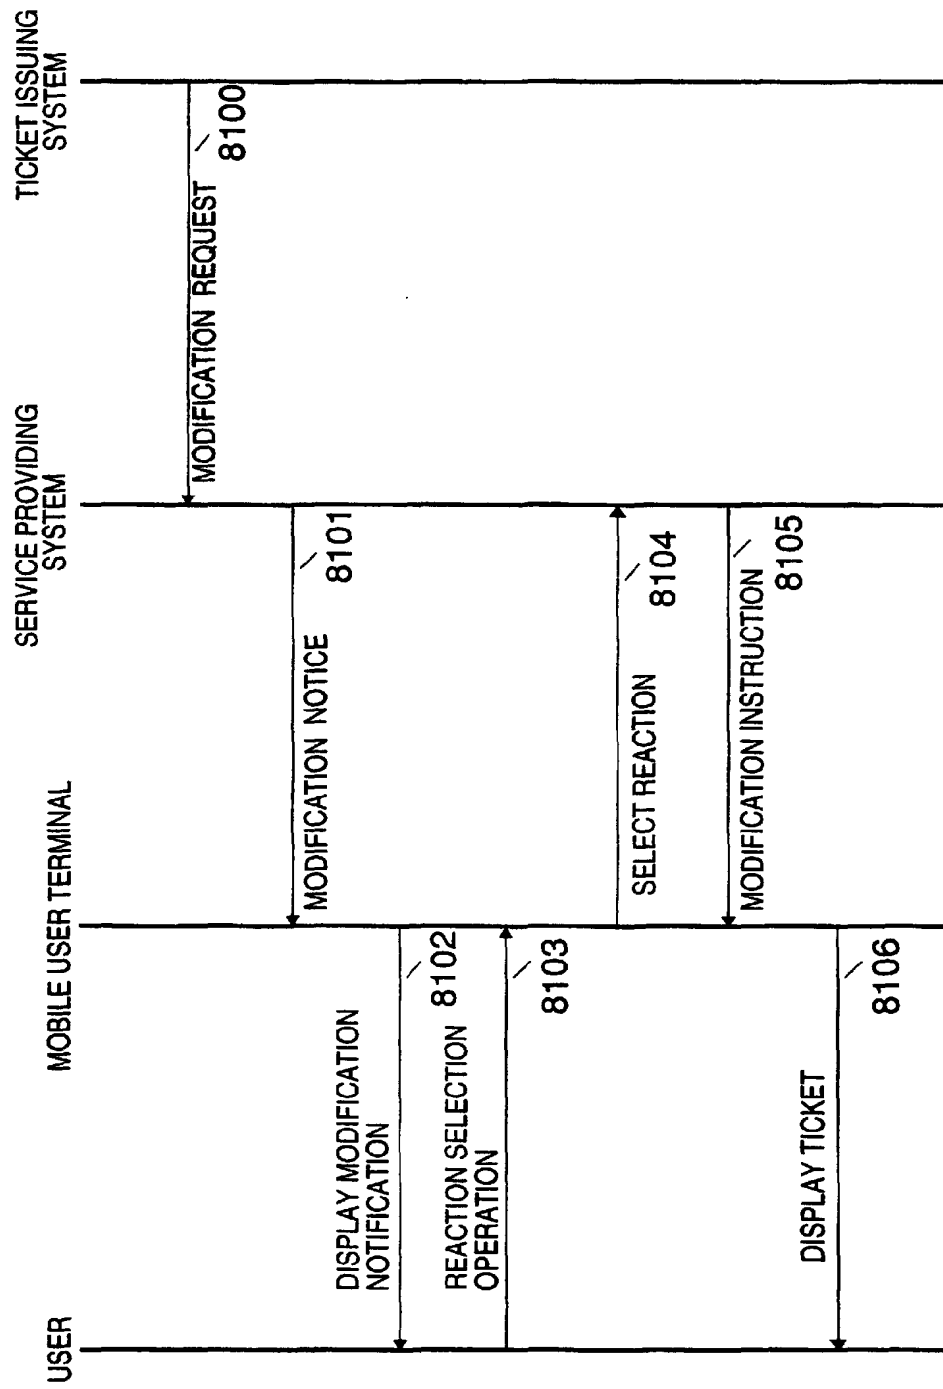 USER
MOBILE USER TERMINAL
SERVICE PROVIDING
SYSTEM
TICKET ISSUING
SYSTEM
MODIFICATION REQUEST
8100
MODIFICATION NOTICE
8101
DISPLAY MODIFICATION
NOTIFICATION
8102
REACTION SELECTION
OPERATION
8103
SELECT REACTION
8104
MODIFICATION INSTRUCTION
8105
DISPLAY TICKET
8106